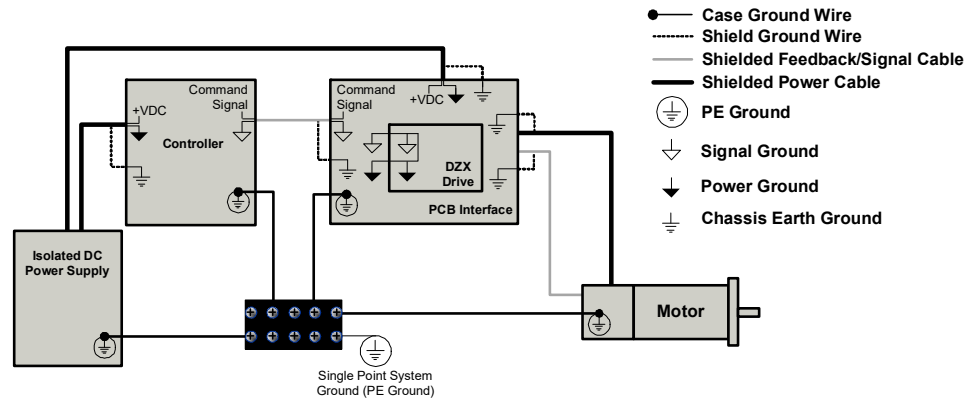 Case Ground Wire
Shield Ground Wire
Shielded Feedback/Signal Cable
Shielded Power Cable
PE Ground
Signal Ground
Power Ground
Chassis Earth Ground
+VDC
Command
Signal
Controller
Command
Signal
+VDC
DZX
Drive
PCB Interface
Isolated DC
Power Supply
Motor
Single Point System
Ground (PE Ground)